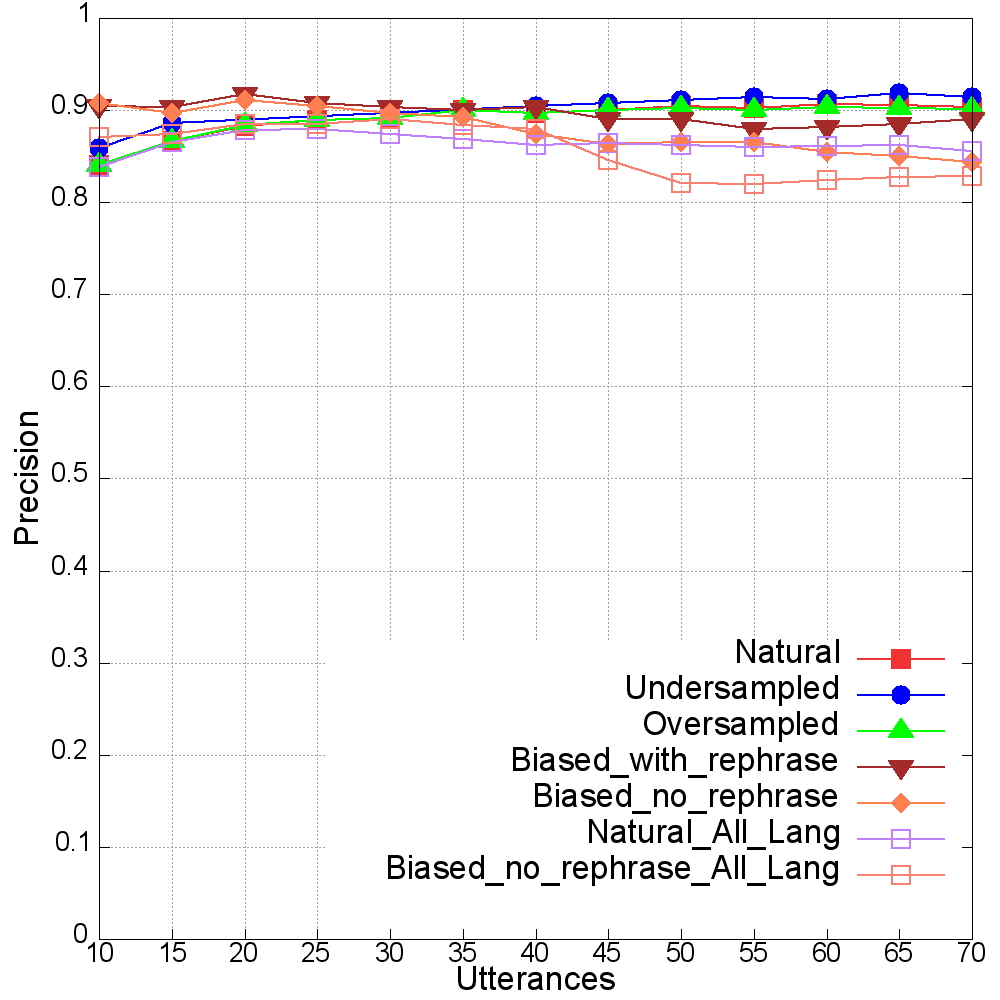 1
0.9
0.8
0.7
0.6
0.5
0.4
0.3
0.2
0.1
0
Precision
Natural
Undersampled
Oversampled
Biased_with_rephrase
Biased_no_rephrase
Natural_All_Lang
Biased_no_rephrase_All_Lang
10 15 20 25 30 35 40 45 50 55 60 65 70
Utterances